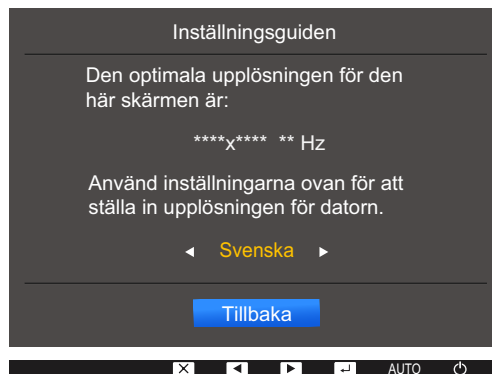 Inställningsguiden
Den optimala upplösningen för den
här skärmen är:
****x**** ** Hz
Använd inställningarna ovan för att
ställa in upplösningen för datorn.
Svenska
Tillbaka
AUTO